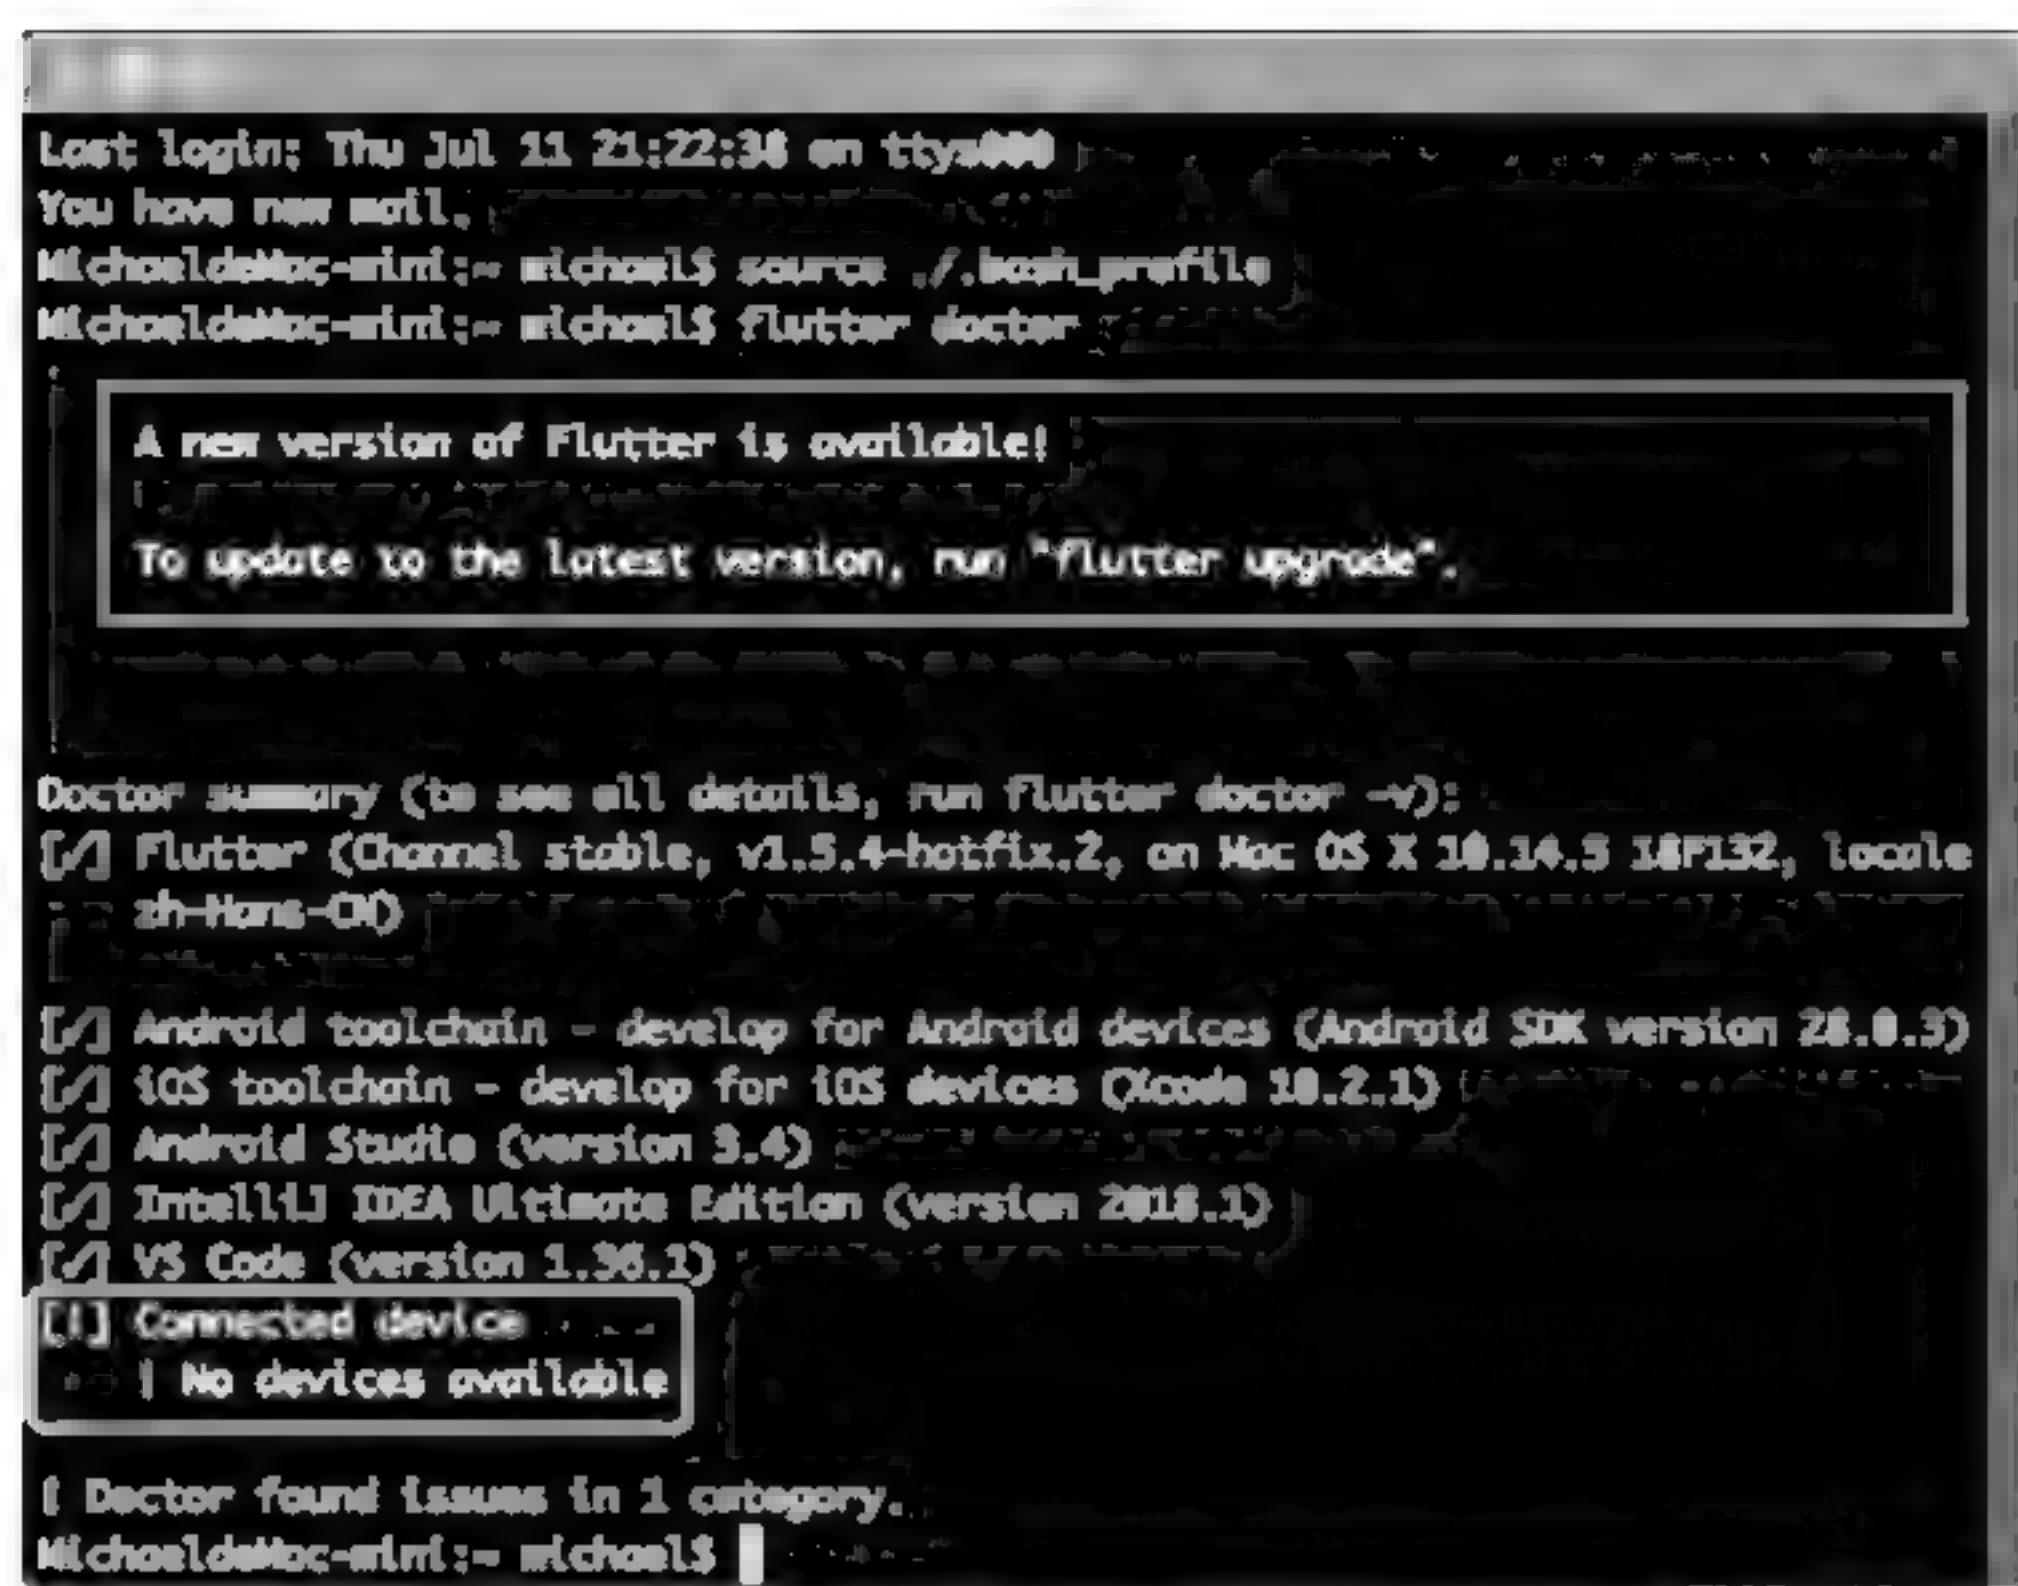 Last login: Thu Jul 11 21:22:38 on ttys000
You have new mail.
MichaeldeMac-mini:~ michael$ source ./.bash_profile
MichaeldeMac-mini:~ michael$ flutter doctor
A new version of Flutter is available!
To update to the latest version, run "flutter upgrade".
Doctor summary (to see all details, run flutter doctor -v):
[✓] Flutter (Channel stable, v1.5.4-hotfix.2, on Mac OS X 10.14.5 18F132, locale
zh-Hans-CN)
[✓] Android toolchain - develop for Android devices (Android SDK version 28.0.3)
[✓] iOS toolchain - develop for iOS devices (Xcode 10.2.1)
[✓] Android Studio (version 3.4)
[✓] IntelliJ IDEA Ultimate Edition (version 2018.1)
[✓] VS Code (version 1.36.1)
[!] Connected device
! No devices available
! Doctor found issues in 1 category.
MichaeldeMac-mini:~ michael$